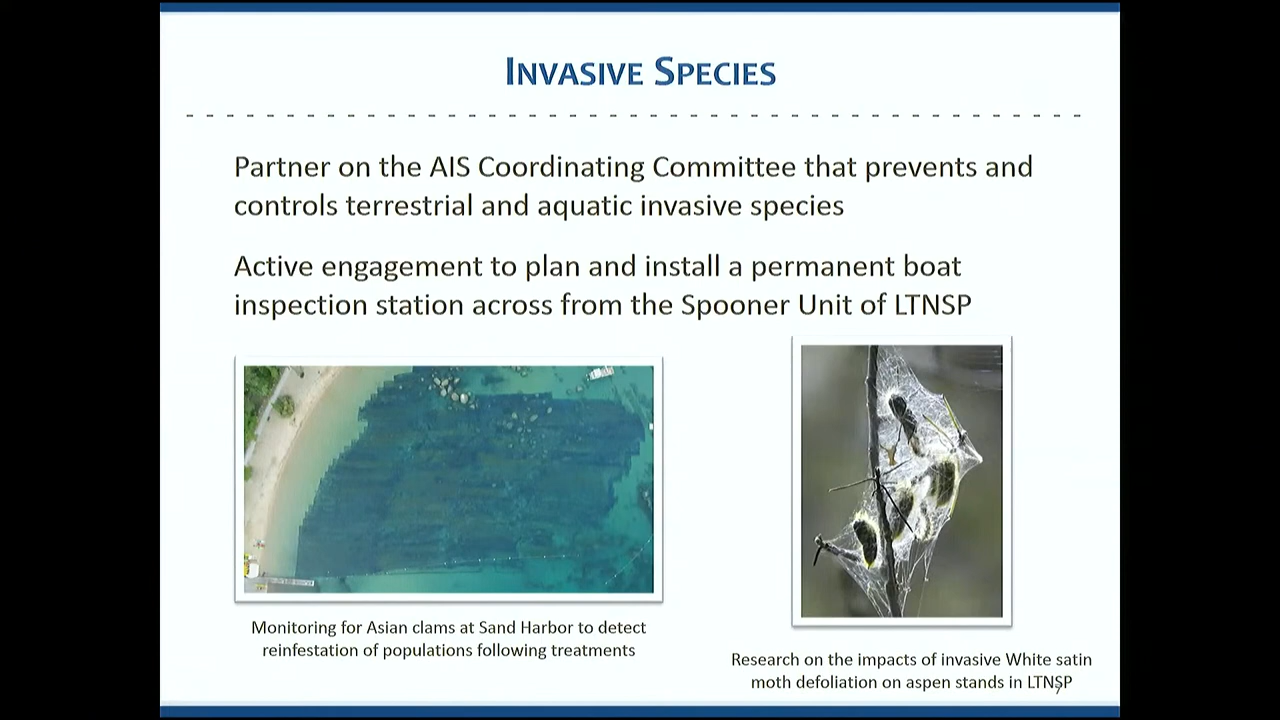 INVASIVE SPECIES
Partner on the AIS Coordinating Committee that prevents and
controls terrestrial and aquatic invasive species
Active engagement to plan and install a permanent boat
inspection station across from the Spooner Unit of LTNSP
Monitoring for Asian clams at Sand Harbor to detect
reinfestation of populations following treatments
Research on the impacts of invasive White satin
moth defoliation on aspen stands in LTNSP
7